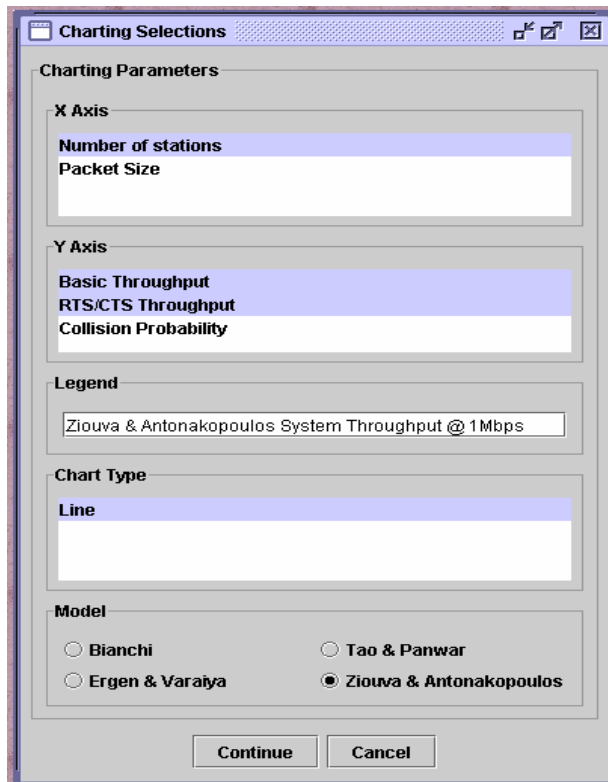 Charting Selections
Charting Parameters
X Axis
Number of stations
Packet Size
Y Axis
Basic Throughput
RTS/CTS Throughput
Collision Probability
Legend
Ziouva & Antonakopoulos System Throughput @ 1Mbps
Chart Type
Line
Model
Bianchi
Tao & Panwar
Ergen & Varaiya
Ziouva & Antonakopoulos
Continue
Cancel